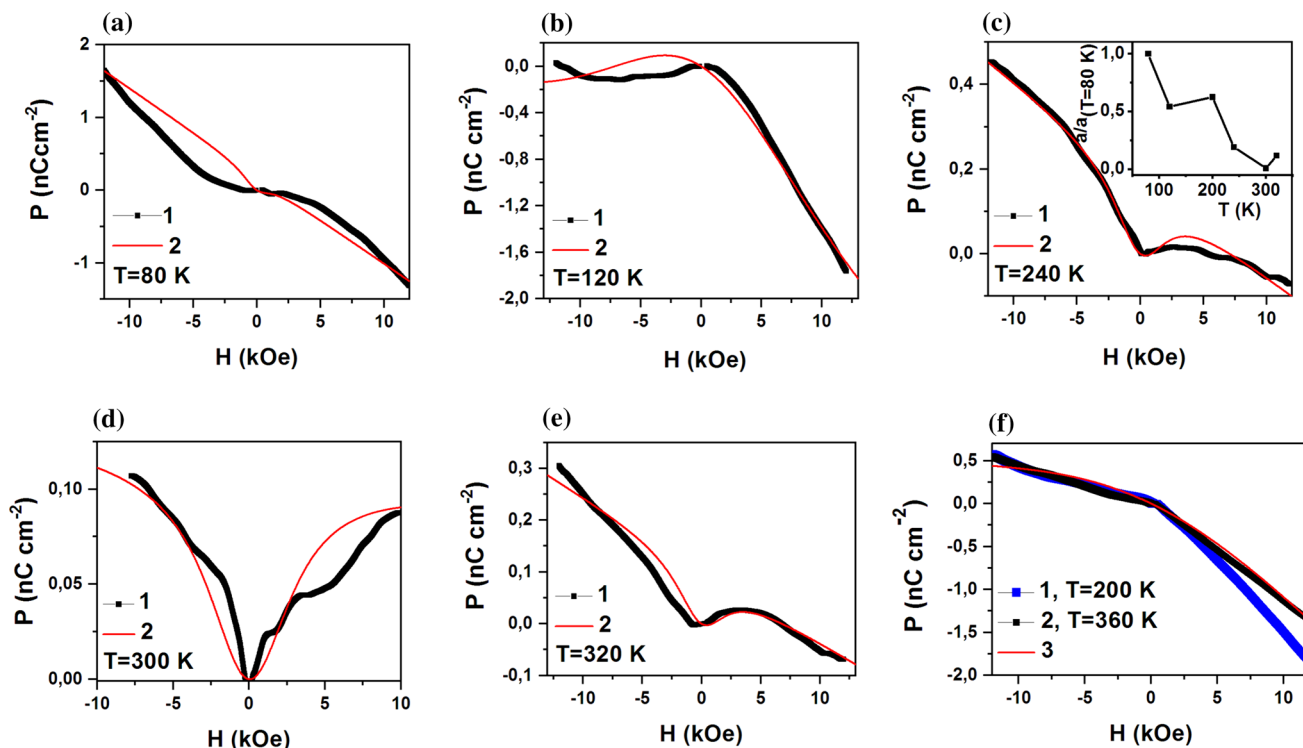 (a)
2
1
0
-1
P (nCcm-2)
1
2
T=80 K
-10 -5 0 5 10
H (kOe)
(b)
0,0
-0,4
-0,8
-1,2
-1,6
-2,0
P (nC cm-2)
1
2
T=120 K
-10 -5 0 5 10
H (kOe)
(c)
0,4
0,2
0,0
P (nC cm-2)
1
2
T=240 K
-10 -5 0 5 10
H (kOe)
1,0
0,5
0,0
a/a(T=80 K)
100 200 300
T (K)
(d)
0,10
0,05
0,00
P (nC cm-2)
1
2
T=300 K
-10 -5 0 5 10
H (kOe)
(e)
0,3
0,2
0,1
0,0
-0,1
P (nC cm-2)
1
2
T=320 K
-10 -5 0 5 10
H (kOe)
(f)
0,5
0,0
-0,5
-1,0
-1,5
-2,0
P (nC cm-2)
1, T=200 K
2, T=360 K
3
-10 -5 0 5 10
H (kOe)